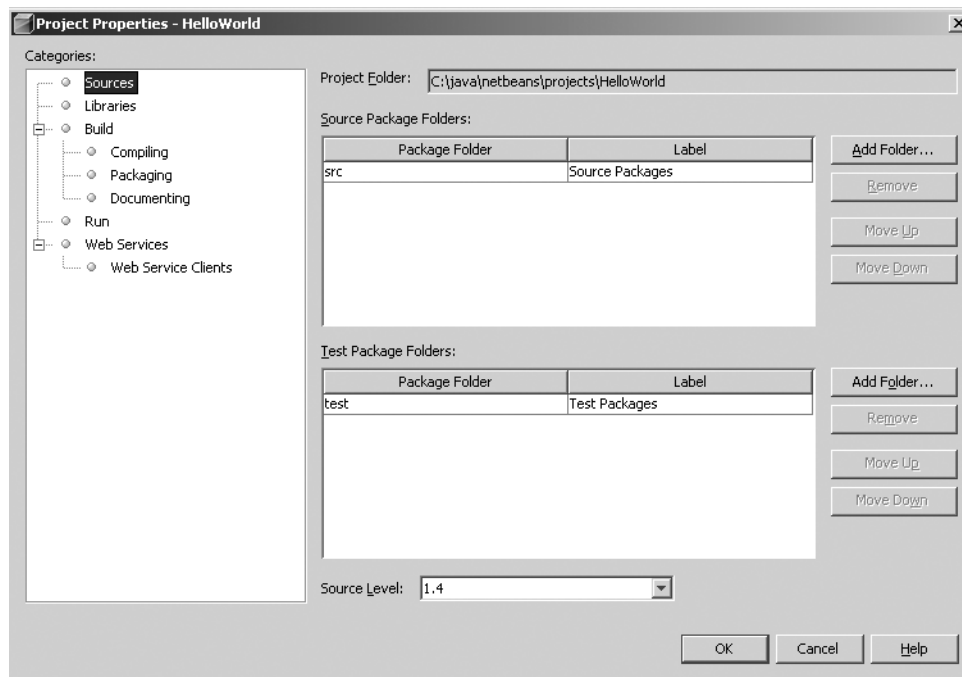 Project Properties - HelloWorld
Categories:
Sources
Libraries
Build
Compiling
Packaging
Documenting
Run
Web Services
Web Service Clients
Project Folder: C:\java\netbeans\projects\HelloWorld
Source Package Folders:
Package Folder Label
src Source Packages
Add Folder...
Remove
Move Up
Move Down
Test Package Folders:
Package Folder Label
test Test Packages
Add Folder...
Remove
Move Up
Move Down
Source Level: 1.4
OK Cancel Help